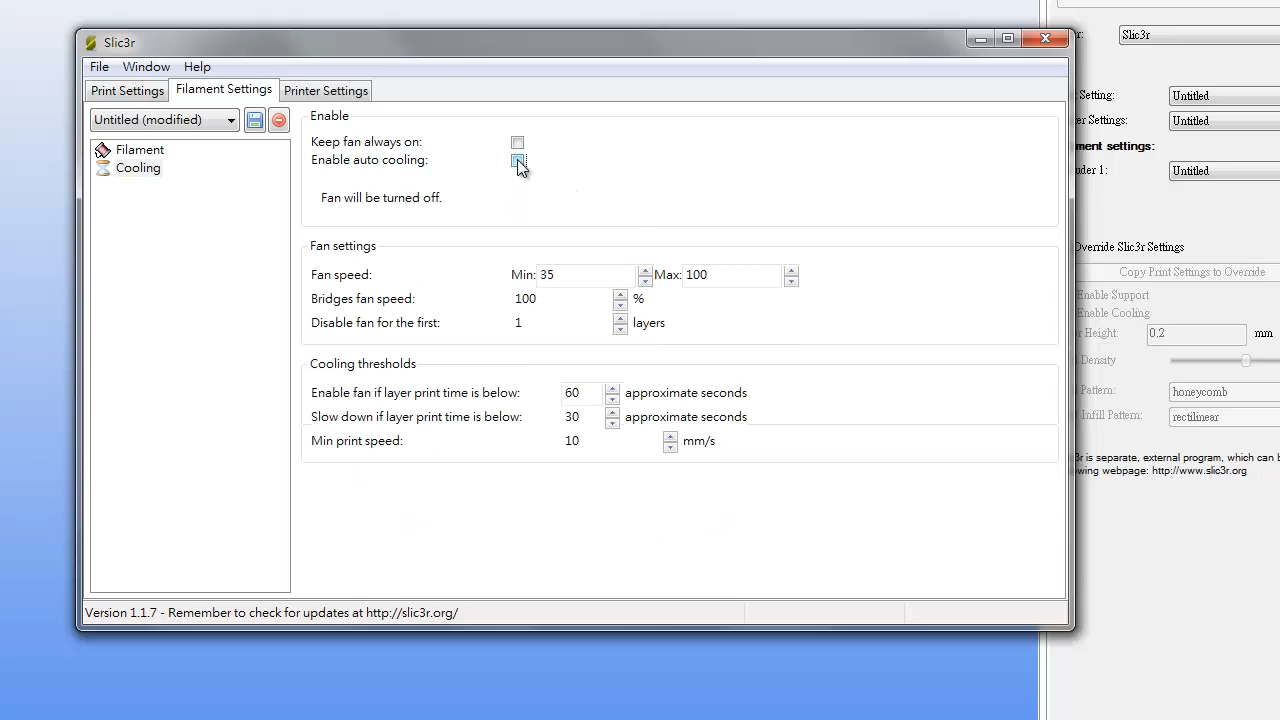 Slic3r
File Window Help
Print Settings Filament Settings Printer Settings
Untitled (modified)
Filament
Cooling
Enable
Keep fan always on:
Enable auto cooling:
Fan will be turned off.
Fan settings
Fan speed: Min: 35 Max: 100
Bridges fan speed: 100 %
Disable fan for the first: 1 layers
Cooling thresholds
Enable fan if layer print time is below: 60 approximate seconds
Slow down if layer print time is below: 30 approximate seconds
Min print speed: 10 mm/s
Version 1.1.7 - Remember to check for updates at http://slic3r.org/
r: Slic3r
Setting: Untitled
er Settings: Untitled
ment settings:
uder 1: Untitled
Override Slic3r Settings
Copy Print Settings to Override
Enable Support
Enable Cooling
r Height: 0.2 mm
Density
Pattern: honeycomb
Infill Pattern: rectilinear
3r is separate, external program, which can b
owing webpage: http://www.slic3r.org